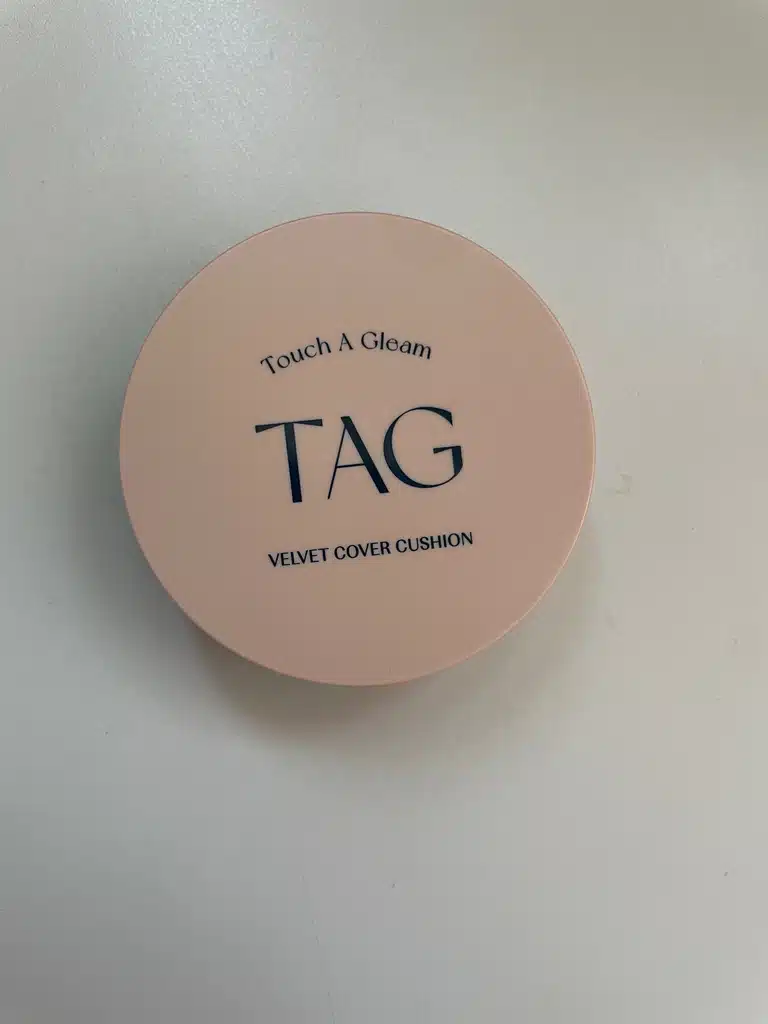 Touch A Gleam
TAG
VELVET COVER CUSHION